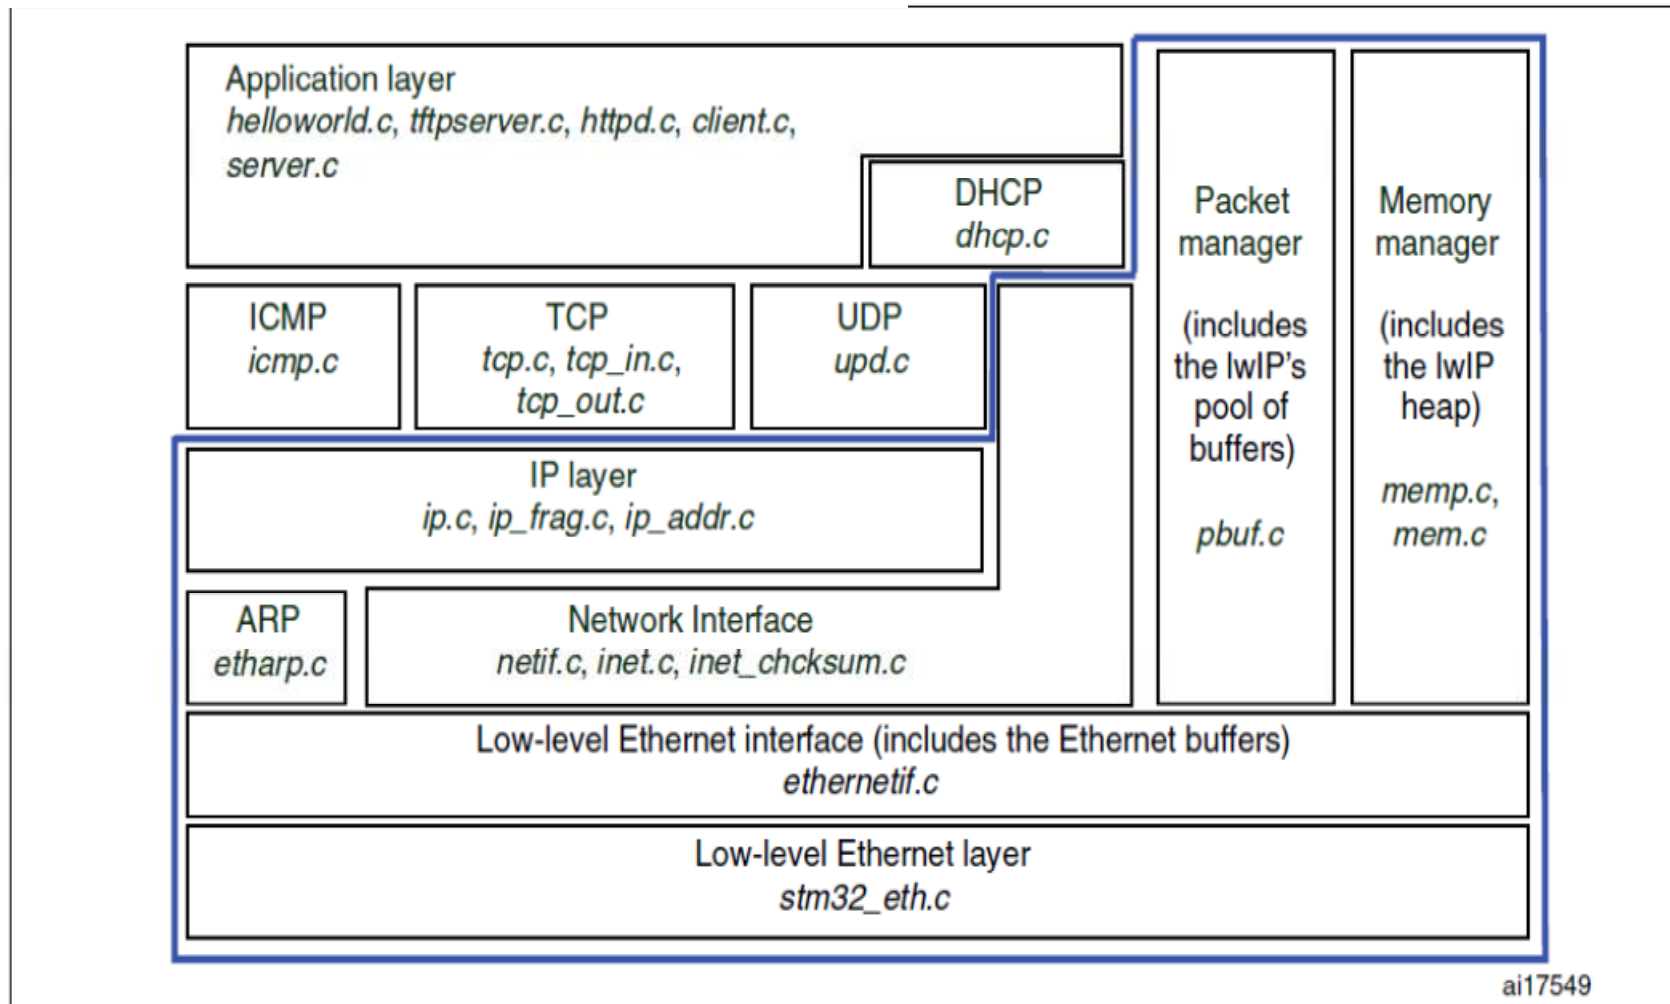 Application layer
helloworld.c, tftpserver.c, httpd.c, client.c,
server.c
DHCP
dhcp.c
Packet
manager
(includes
the lwIP's
pool of
buffers)
pbuf.c
Memory
manager
(includes
the lwIP
heap)
memp.c,
mem.c
ICMP
icmp.c
TCP
tcp.c, tcp_in.c,
tcp_out.c
UDP
upd.c
IP layer
ip.c, ip_frag.c, ip_addr.c
ARP
etharp.c
Network Interface
netif.c, inet.c, inet_chcksum.c
Low-level Ethernet interface (includes the Ethernet buffers)
ethernetif.c
Low-level Ethernet layer
stm32_eth.c
ai17549